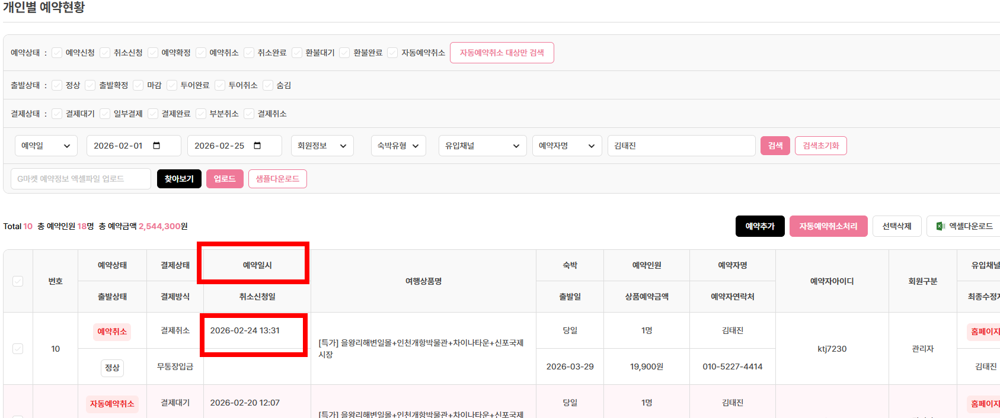 개인별 예약현황
예약상태 : 예약신청 취소신청 예약확정 예약취소 취소완료 환불대기 환불완료 자동예약취소 자동예약취소 대상만 검색
출발상태 : 정상 출발확정 마감 투어완료 투어취소 숨김
결제상태 : 결제대기 일부결제 결제완료 부분취소 결제취소
예약일 2026-02-01 2026-02-25 회원정보 숙박유형 유입채널 예약자명 김태진 검색 검색초기화
G마켓 예약정보 엑셀파일 업로드 찾아보기 업로드 샘플다운로드
Total 10 총 예약인원 18명 총 예약금액 2,544,300원 예약추가 자동예약취소처리 선택삭제 엑셀다운로드
번호 예약상태 결제상태 예약일시 여행상품명 숙박 예약인원 예약자명 예약자아이디 회원구분 유입채널
출발상태 결제방식 취소신청일 출발일 상품예약금액 예약자연락처 최종수정
10 예약취소 결제취소 2026-02-24 13:31 [특가] 을왕리해변일몰+인천개항박물관+차이나타운+신포국제
시장 당일 1명 김태진 ktj7230 관리자 홈페이지
정상 무통장입금 2026-03-29 19,900원 010-5227-4414 김태진
자동예약취소 결제대기 2026-02-20 12:07 [특가] 을왕리해변일몰+인천개항박물관+차이나타운+신포국제 당일 1명 김태진 홈페이지